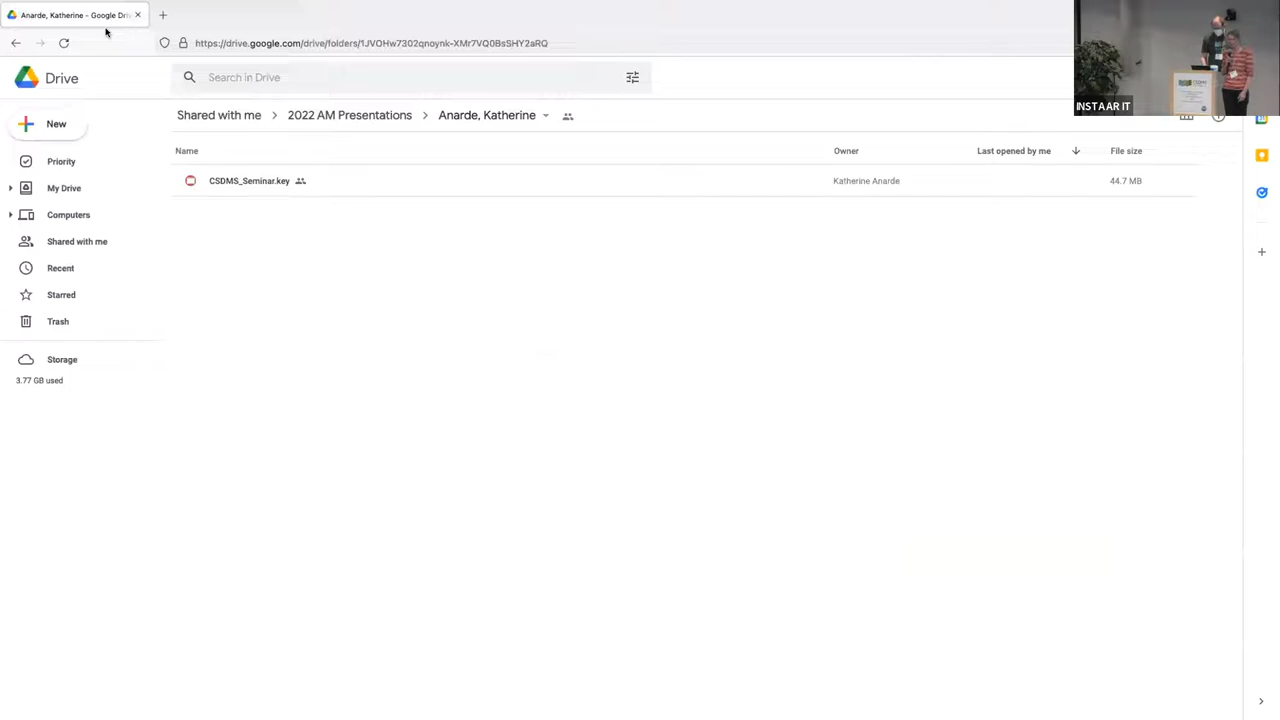 Anarde, Katherine - Google Dri
https://drive.google.com/drive/folders/1JVOHw7302qnoynk-XMr7VQ0BsSHY2aRQ
Drive
Search in Drive
INSTAAR IT
New
Shared with me > 2022 AM Presentations > Anarde, Katherine
Name Owner Last opened by me File size
CSDMS_Seminar.key Katherine Anarde 44.7 MB
Priority
My Drive
Computers
Shared with me
Recent
Starred
Trash
Storage
3.77 GB used